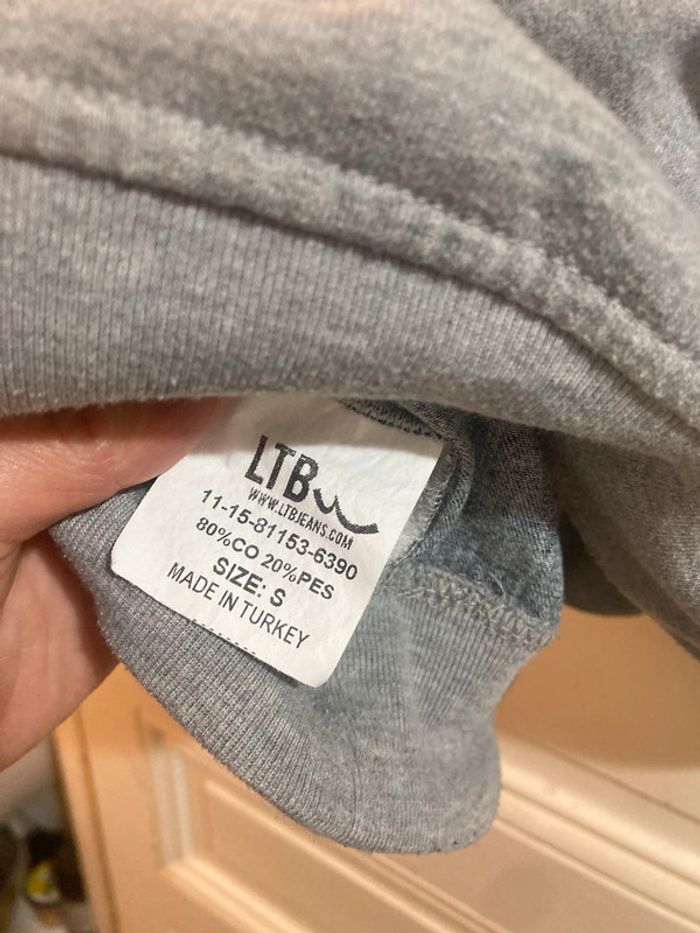 LTB
WWW.LTBJEANS.COM
11-15-81153-6390
80%CO 20%PES
SIZE: S
MADE IN TURKEY